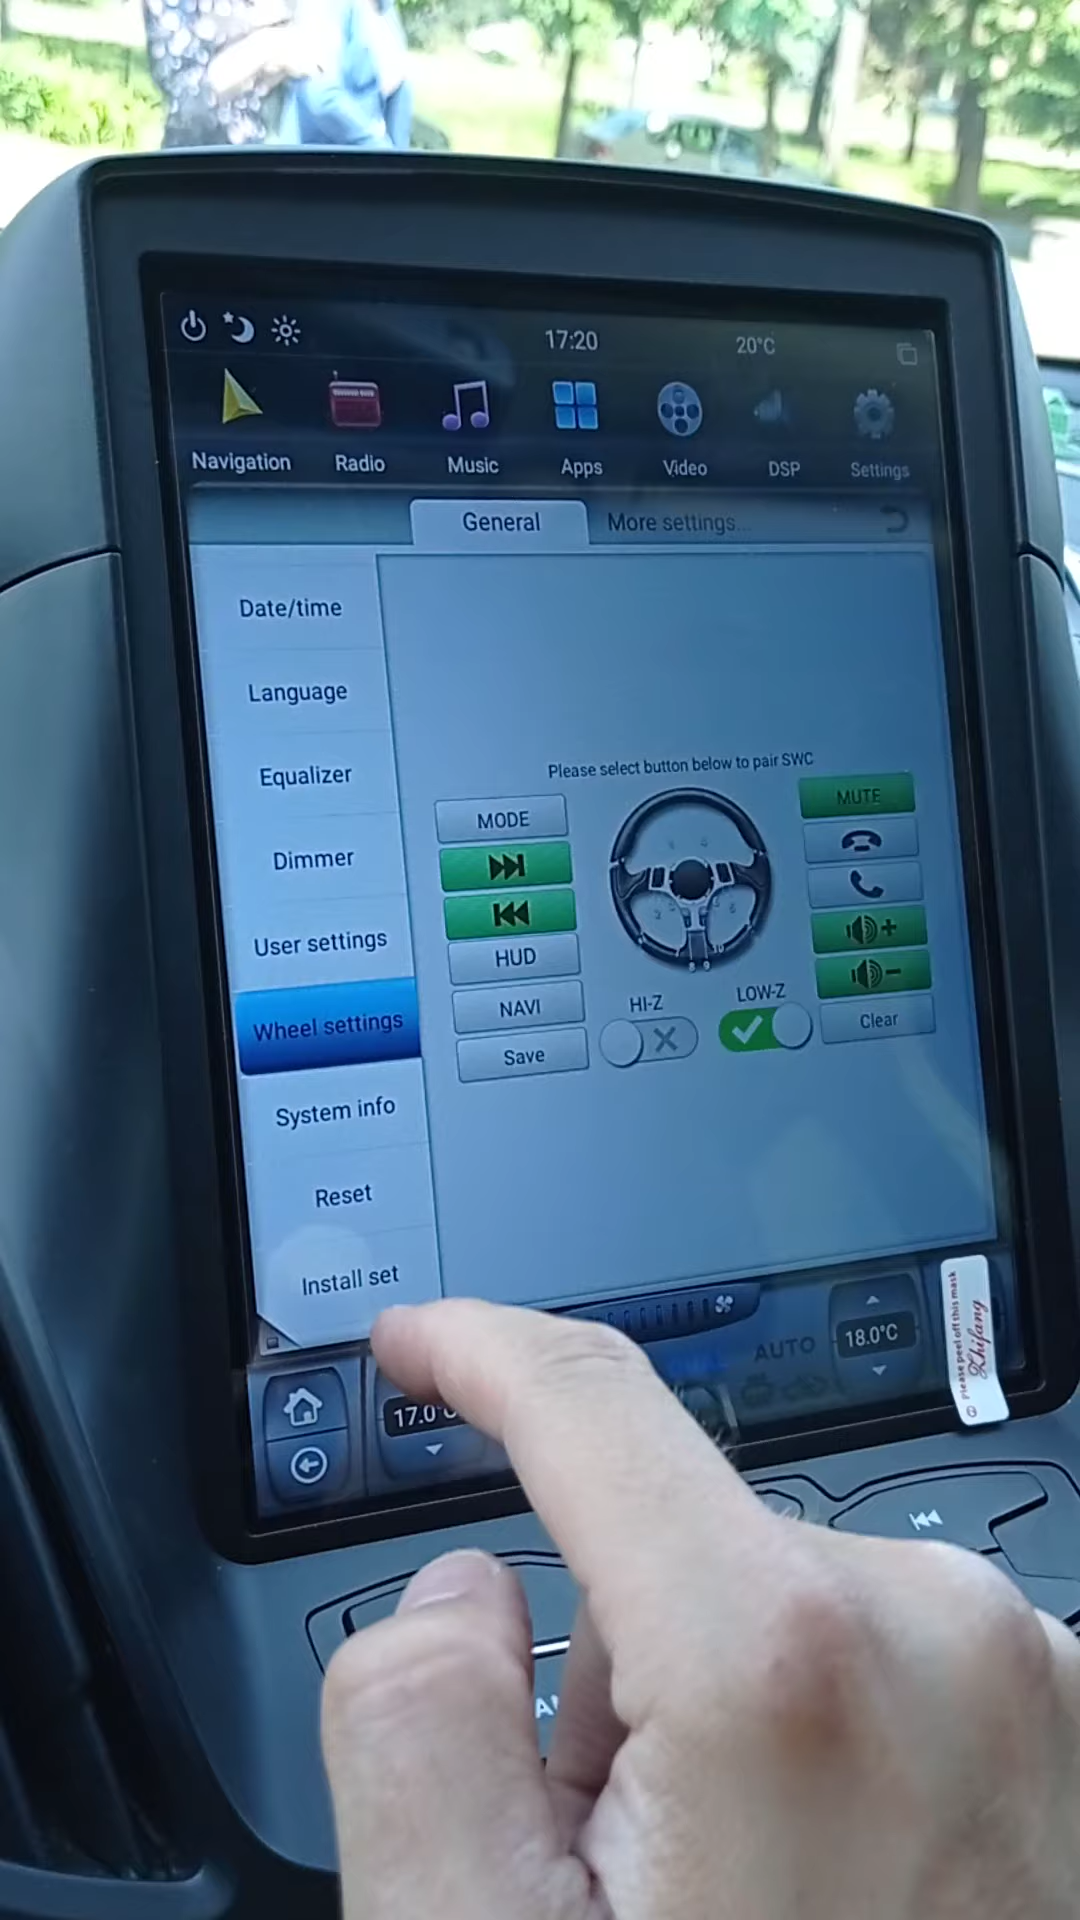 17:20
20°C
Navigation
Radio
Music
Apps
Video
DSP
Settings
General
More settings...
Date/time
Language
Equalizer
Dimmer
User settings
Wheel settings
System info
Reset
Install set
Please select button below to pair SWC
MODE
HUD
NAVI
Save
MUTE
Clear
HI-Z
LOW-Z
AUTO
18.0°C
17.0°C
Please peel off this mask
Zhifang